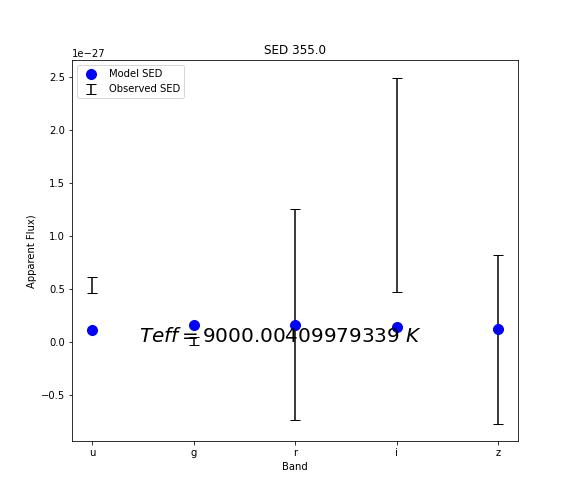 SED 355.0
1e−27
Model SED
Observed SED
2.5
2.0
1.5
1.0
0.5
0.0
−0.5
Apparent Flux)
Teff = 9000.00409979339 K
u g r i z
Band